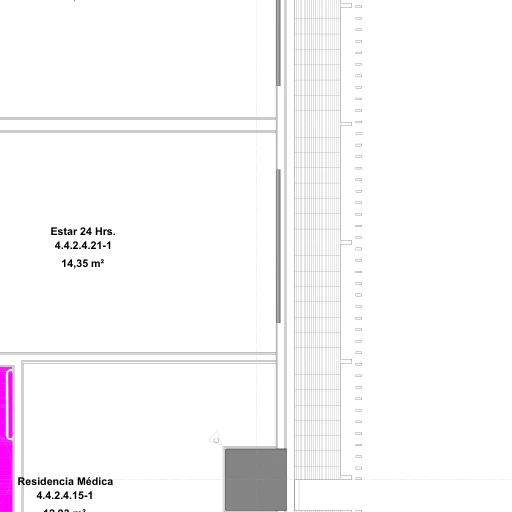 Estar 24 Hrs.
4.4.2.4.21-1
14,35 m²
Residencia Médica
4.4.2.4.15-1